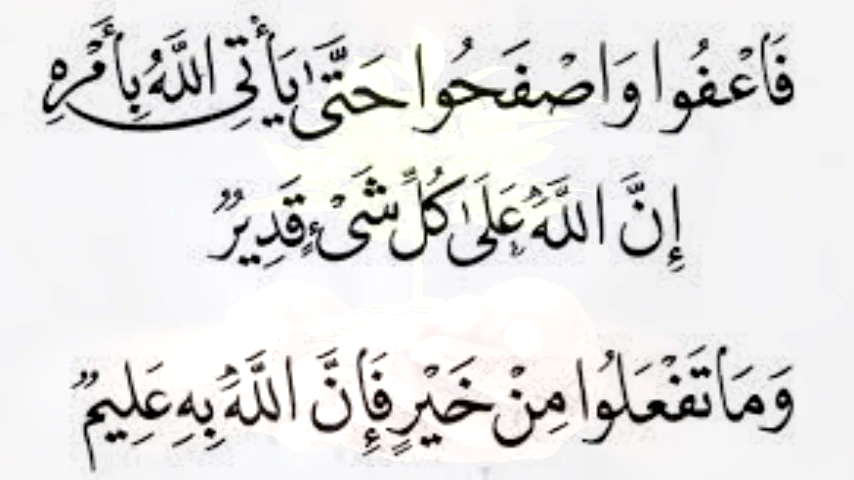 فَاعْفُوا وَاصْفَحُوا حَتَّىٰ يَأْتِيَ اللَّهُ بِأَمْرِهِ
إِنَّ اللَّهَ عَلَىٰ كُلِّ شَىْءٍ قَدِيرٌ
وَمَا تَفْعَلُوا مِنْ خَيْرٍ فَإِنَّ اللَّهَ بِهِ عَلِيمٌ